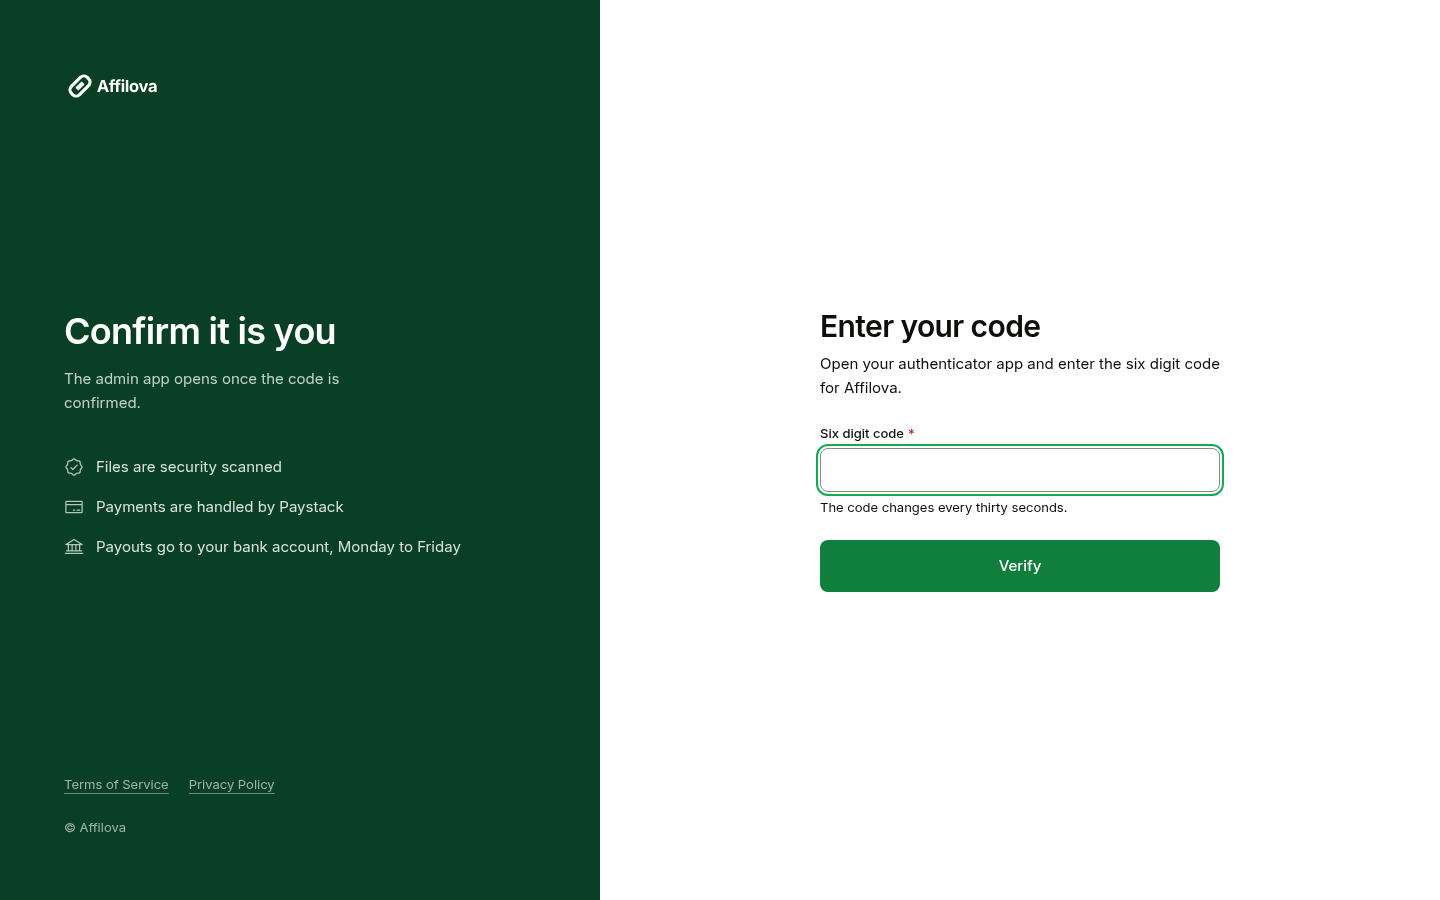 Affilova
Confirm it is you
The admin app opens once the code is
confirmed.
Files are security scanned
Payments are handled by Paystack
Payouts go to your bank account, Monday to Friday
Terms of Service Privacy Policy
© Affilova
Enter your code
Open your authenticator app and enter the six digit code
for Affilova.
Six digit code *
The code changes every thirty seconds.
Verify